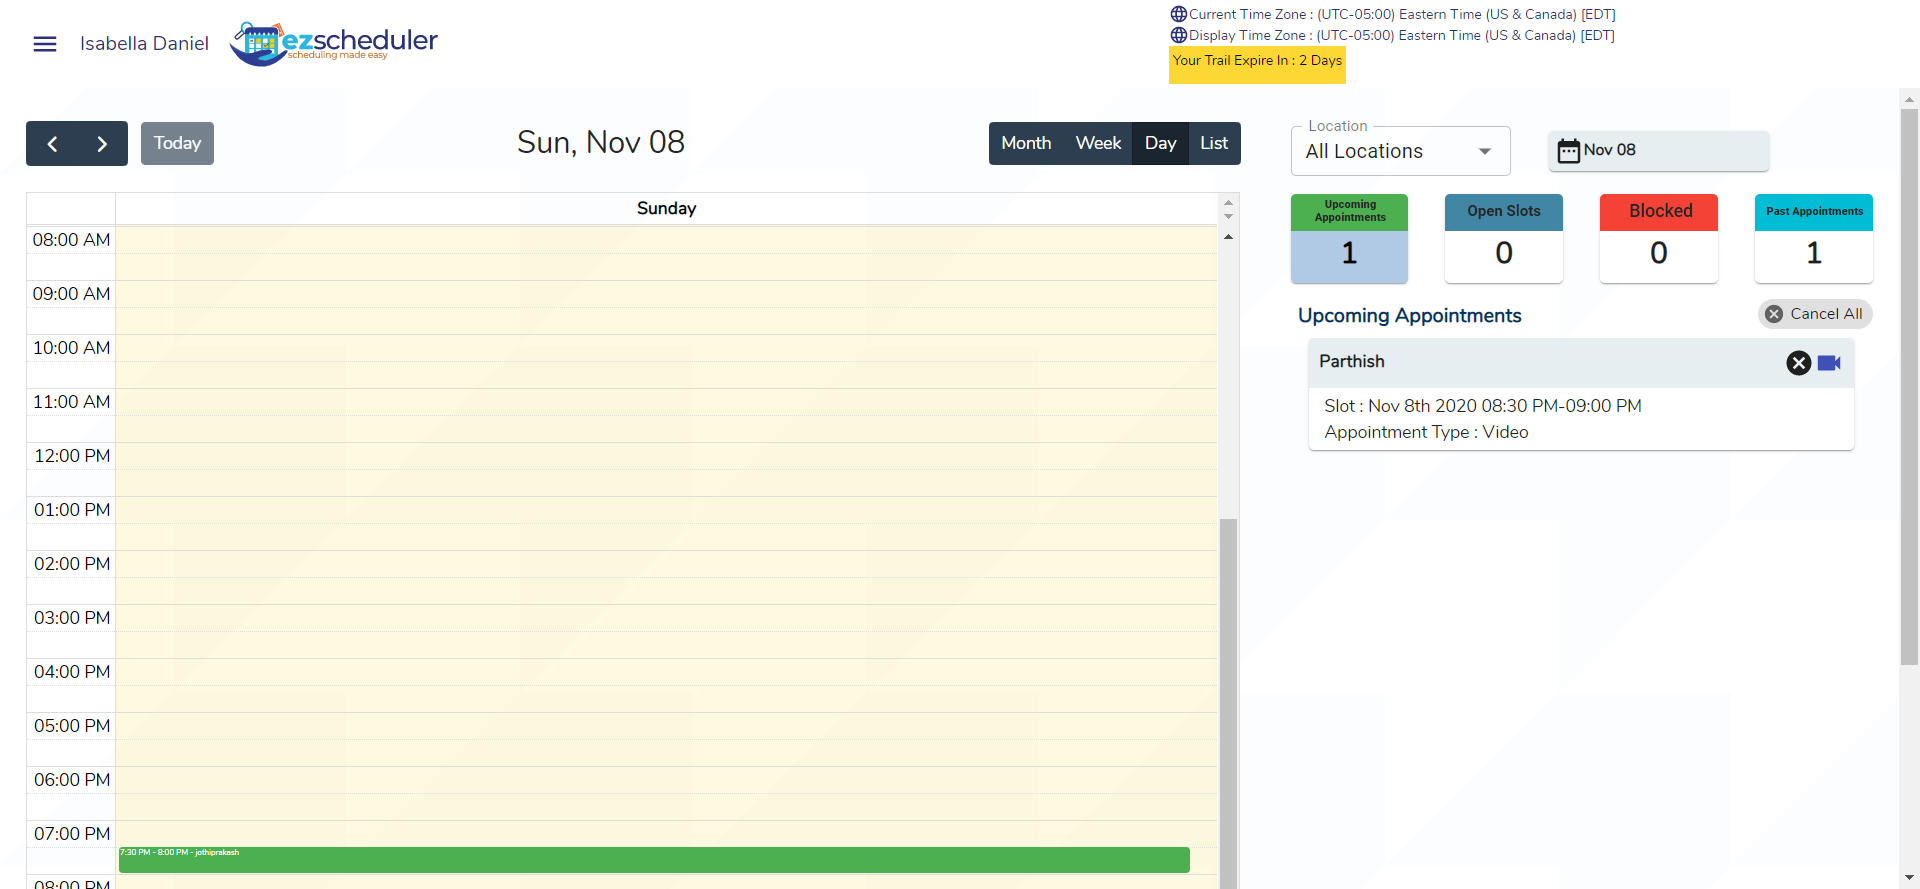 Isabella Daniel
ezscheduler
scheduling made easy
Current Time Zone : (UTC-05:00) Eastern Time (US & Canada) [EDT]
Display Time Zone : (UTC-05:00) Eastern Time (US & Canada) [EDT]
Your Trail Expire In : 2 Days
Today
Sun, Nov 08
Month Week Day List
Sunday
08:00 AM
09:00 AM
10:00 AM
11:00 AM
12:00 PM
01:00 PM
02:00 PM
03:00 PM
04:00 PM
05:00 PM
06:00 PM
07:00 PM
7:30 PM - 8:00 PM - jothiprakash
08:00 PM
Location
All Locations
Nov 08
Upcoming
Appointments
1
Open Slots
0
Blocked
0
Past Appointments
1
Upcoming Appointments
Cancel All
Parthish
Slot : Nov 8th 2020 08:30 PM-09:00 PM
Appointment Type : Video